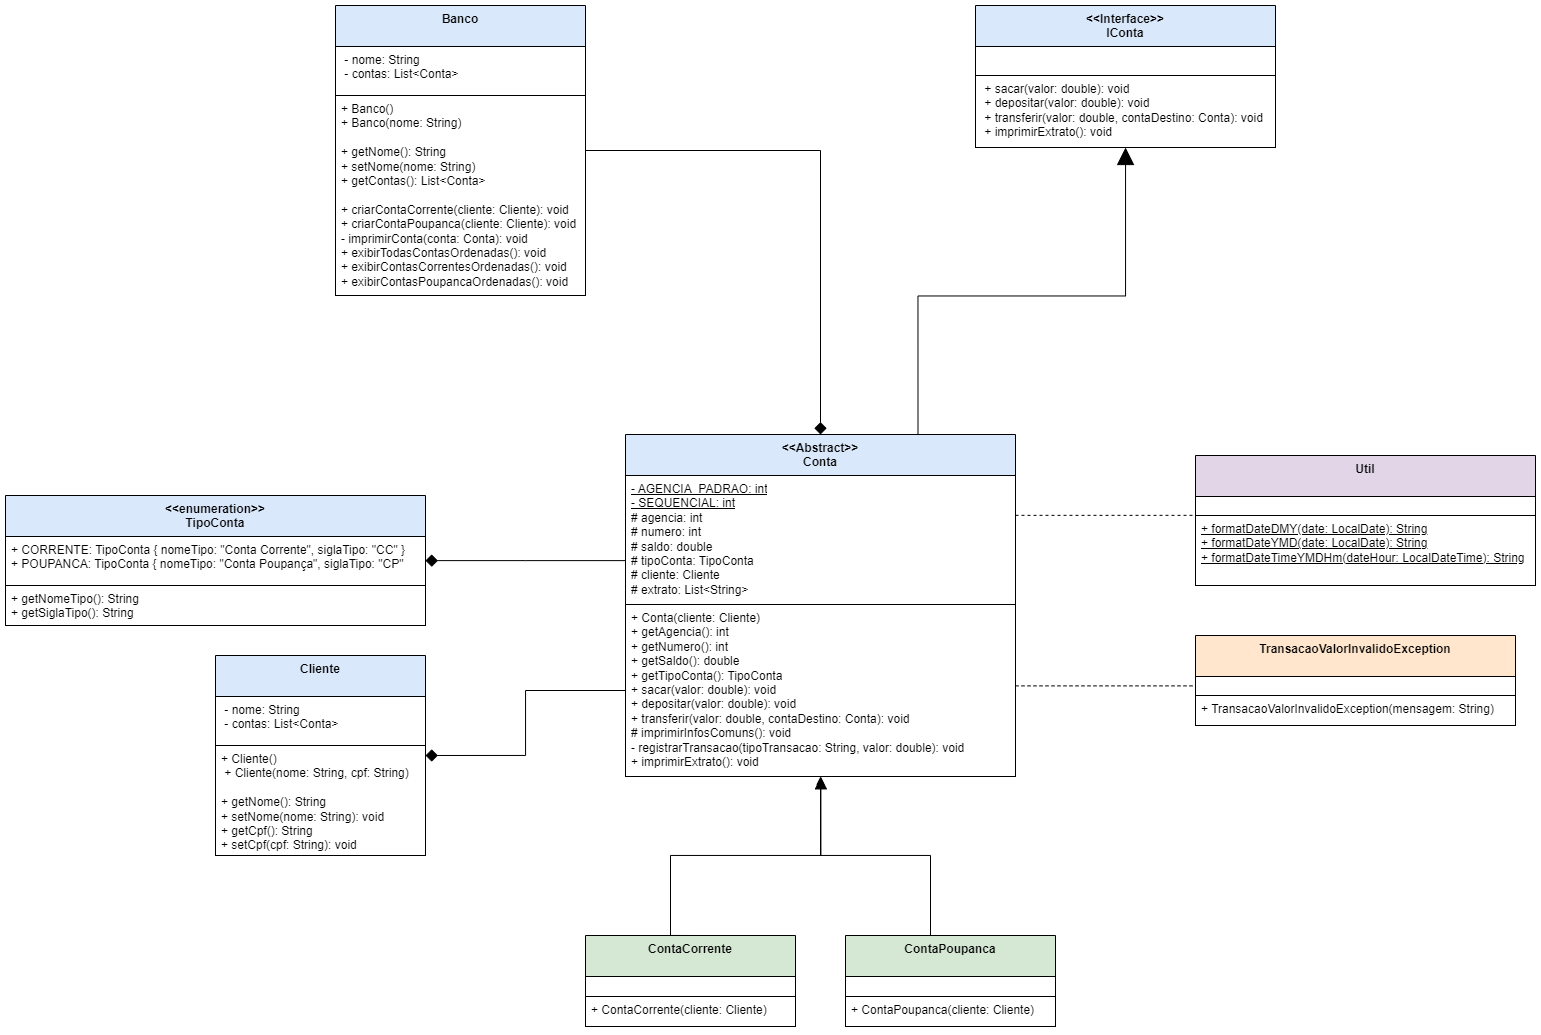 Banco
- nome: String
- contas: List<Conta>
+ Banco()
+ Banco(nome: String)
+ getNome(): String
+ setNome(nome: String)
+ getContas(): List<Conta>
+ criarContaCorrente(cliente: Cliente): void
+ criarContaPoupanca(cliente: Cliente): void
- imprimirConta(conta: Conta): void
+ exibirTodasContasOrdenadas(): void
+ exibirContasCorrentesOrdenadas(): void
+ exibirContasPoupancaOrdenadas(): void
<<Interface>>
IConta
+ sacar(valor: double): void
+ depositar(valor: double): void
+ transferir(valor: double, contaDestino: Conta): void
+ imprimirExtrato(): void
<<Abstract>>
Conta
- AGENCIA_PADRAO: int
- SEQUENCIAL: int
# agencia: int
# numero: int
# saldo: double
# tipoConta: TipoConta
# cliente: Cliente
# extrato: List<String>
+ Conta(cliente: Cliente)
+ getAgencia(): int
+ getNumero(): int
+ getSaldo(): double
+ getTipoConta(): TipoConta
+ sacar(valor: double): void
+ depositar(valor: double): void
+ transferir(valor: double, contaDestino: Conta): void
# imprimirInfosComuns(): void
- registrarTransacao(tipoTransacao: String, valor: double): void
+ imprimirExtrato(): void
Util
+ formatDateDMY(date: LocalDate): String
+ formatDateYMD(date: LocalDate): String
+ formatDateTimeYMDHm(dateHour: LocalDateTime): String
<<enumeration>>
TipoConta
+ CORRENTE: TipoConta { nomeTipo: "Conta Corrente", siglaTipo: "CC" }
+ POUPANCA: TipoConta { nomeTipo: "Conta Poupança", siglaTipo: "CP"
+ getNomeTipo(): String
+ getSiglaTipo(): String
TransacaoValorInvalidoException
+ TransacaoValorInvalidoException(mensagem: String)
Cliente
- nome: String
- contas: List<Conta>
+ Cliente()
+ Cliente(nome: String, cpf: String)
+ getNome(): String
+ setNome(nome: String): void
+ getCpf(): String
+ setCpf(cpf: String): void
ContaCorrente
+ ContaCorrente(cliente: Cliente)
ContaPoupanca
+ ContaPoupanca(cliente: Cliente)